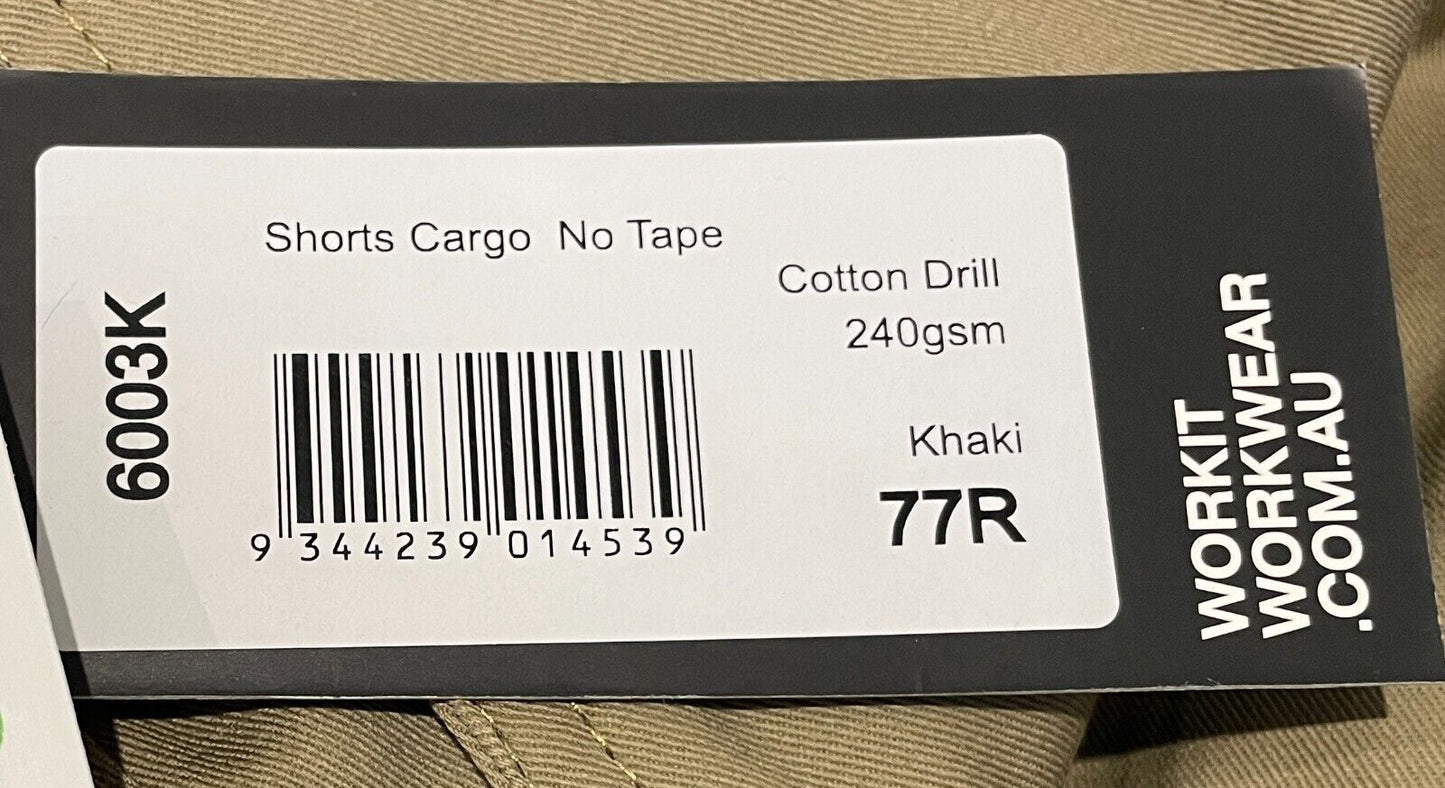 6003K
Shorts Cargo No Tape
Cotton Drill
240gsm
Khaki
77R
9 344239 014539
WORKIT
WORKWEAR
.COM.AU